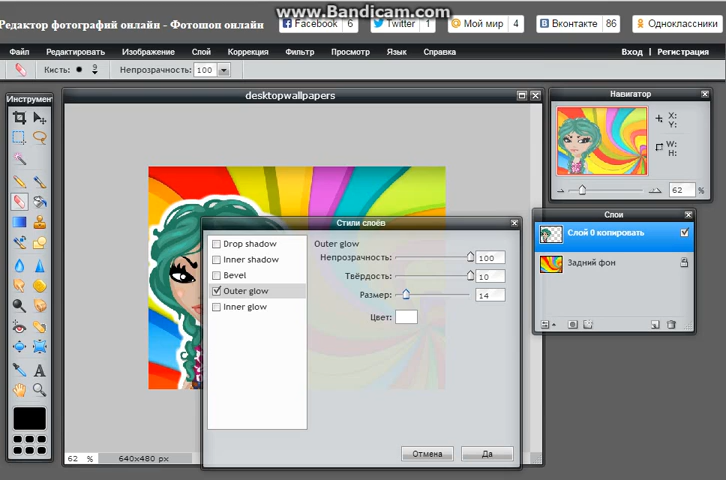 www.Bandicam.com
Редактор фотографий онлайн - Фотошоп онлайн
Facebook 6
Twitter 1
Мой мир 4
Вконтакте 86
Одноклассники
Файл Редактировать Изображение Слой Коррекция Фильтр Просмотр Язык Справка
Вход | Регистрация
Кисть: 9 Непрозрачность: 100
Инструмент
desktopwallpapers
Навигатор
X:
Y:
W:
H:
62 %
Стили слоёв
Drop shadow
Inner shadow
Bevel
Outer glow
Inner glow
Outer glow
Непрозрачность: 100
Твёрдость: 10
Размер: 14
Цвет:
Отмена Да
Слои
Слой 0 копировать
Задний фон
62 % 640x480 px